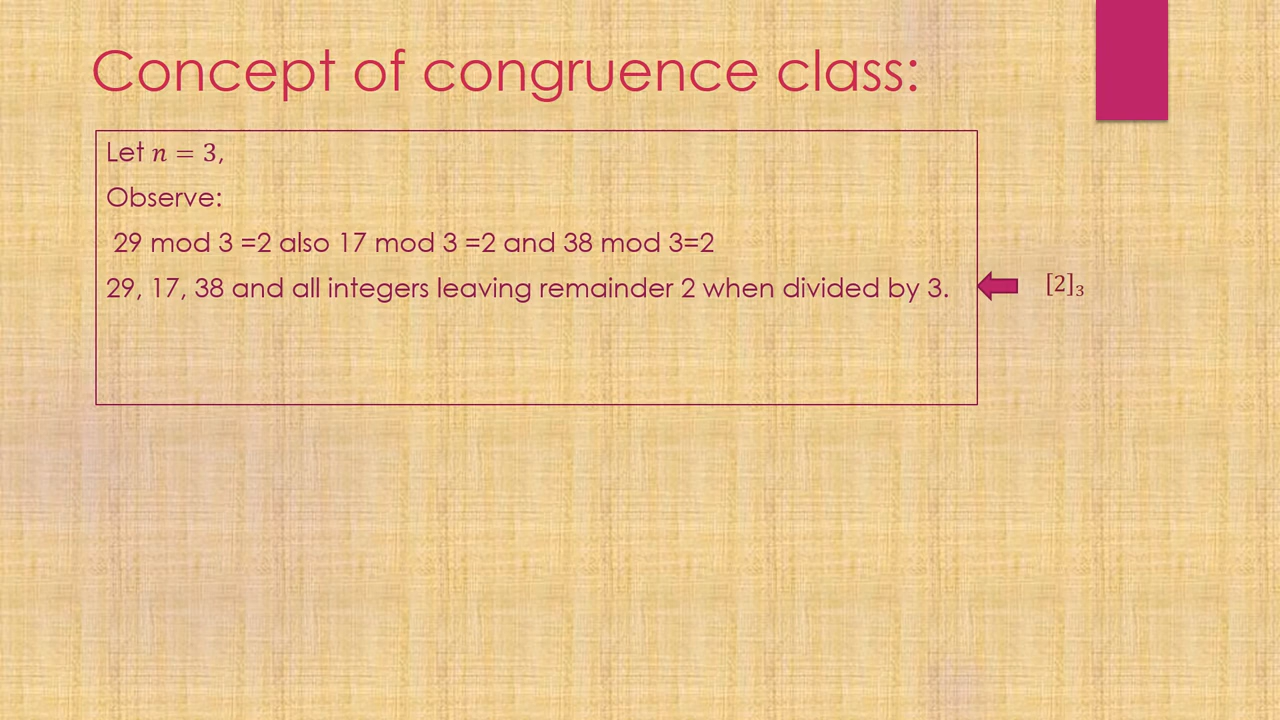 Concept of congruence class:
Let n = 3,
Observe:
29 mod 3 =2 also 17 mod 3 =2 and 38 mod 3=2
29, 17, 38 and all integers leaving remainder 2 when divided by 3.
[2]₃